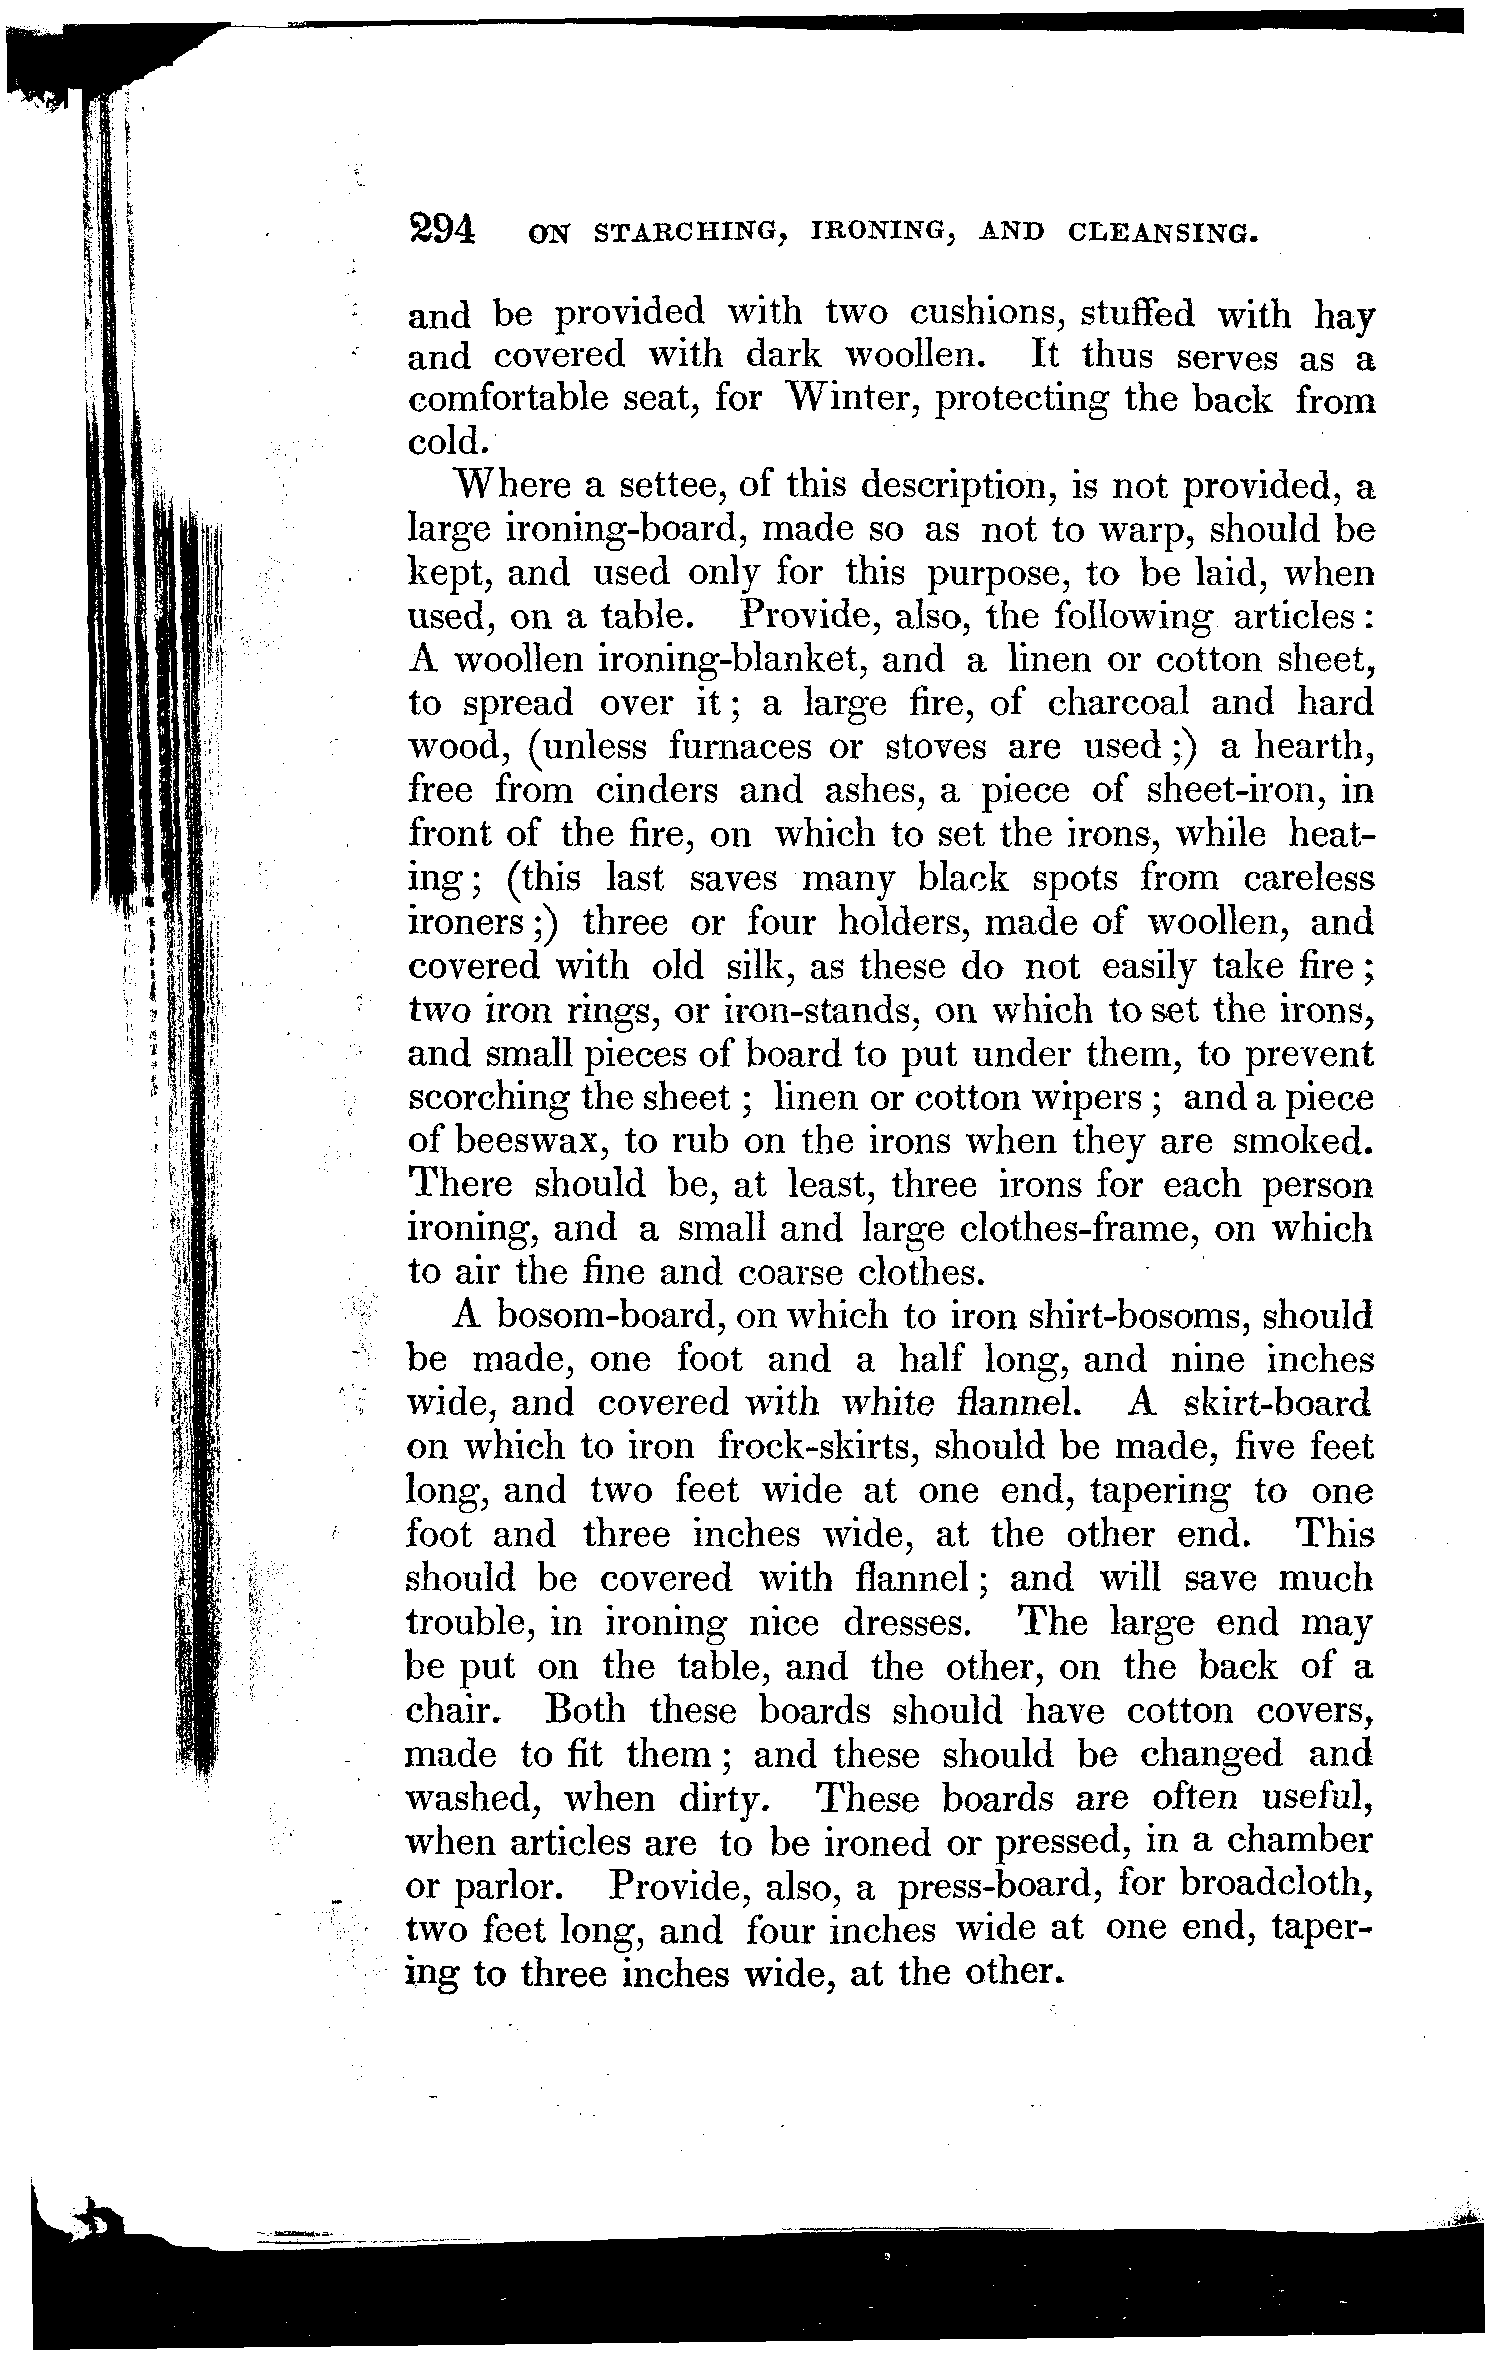 294 ON STARCHING, IRONING, AND CLEANSING.
and be provided with two cushions, stuffed with hay
and covered with dark woollen. It thus serves as a
comfortable seat, for Winter, protecting the back from
cold.
Where a settee, of this description, is not provided, a
large ironing-board, made so as not to warp, should be
kept, and used only for this purpose, to be laid, when
used, on a table. Provide, also, the following articles:
A woollen ironing-blanket, and a linen or cotton sheet,
to spread over it; a large fire, of charcoal and hard
wood, (unless furnaces or stoves are used;) a hearth,
free from cinders and ashes, a piece of sheet-iron, in
front of the fire, on which to set the irons, while heat-
ing; (this last saves many black spots from careless
ironers;) three or four holders, made of woollen, and
covered with old silk, as these do not easily take fire;
two iron rings, or iron-stands, on which to set the irons,
and small pieces of board to put under them, to prevent
scorching the sheet; linen or cotton wipers; and a piece
of beeswax, to rub on the irons when they are smoked.
There should be, at least, three irons for each person
ironing, and a small and large clothes-frame, on which
to air the fine and coarse clothes.
A bosom-board, on which to iron shirt-bosoms, should
be made, one foot and a half long, and nine inches
wide, and covered with white flannel. A skirt-board
on which to iron frock-skirts, should be made, five feet
long, and two feet wide at one end, tapering to one
foot and three inches wide, at the other end. This
should be covered with flannel; and will save much
trouble, in ironing nice dresses. The large end may
be put on the table, and the other, on the back of a
chair. Both these boards should have cotton covers,
made to fit them; and these should be changed and
washed, when dirty. These boards are often useful,
when articles are to be ironed or pressed, in a chamber
or parlor. Provide, also, a press-board, for broadcloth,
two feet long, and four inches wide at one end, taper-
ing to three inches wide, at the other.